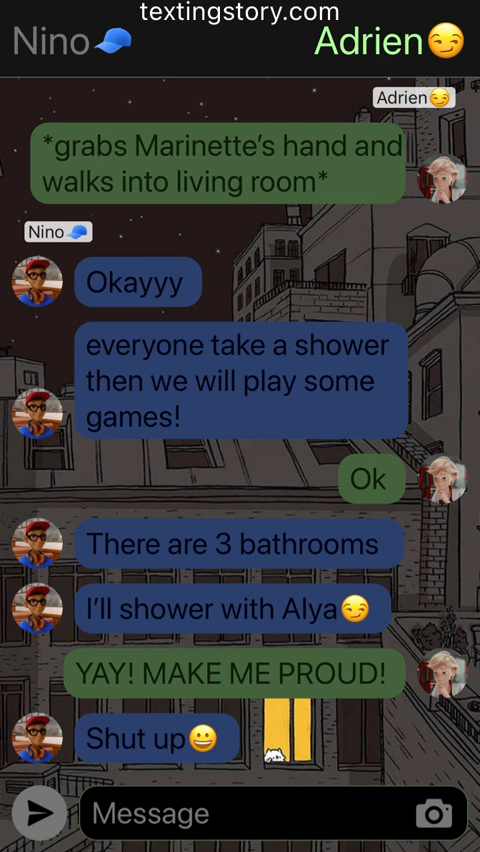 textingstory.com
Nino🧢
Adrien😏
Adrien😏
*grabs Marinette’s hand and
walks into living room*
Nino🧢
Okayyy
everyone take a shower
then we will play some
games!
Ok
There are 3 bathrooms
I’ll shower with Alya😏
YAY! MAKE ME PROUD!
Shut up😀
Message